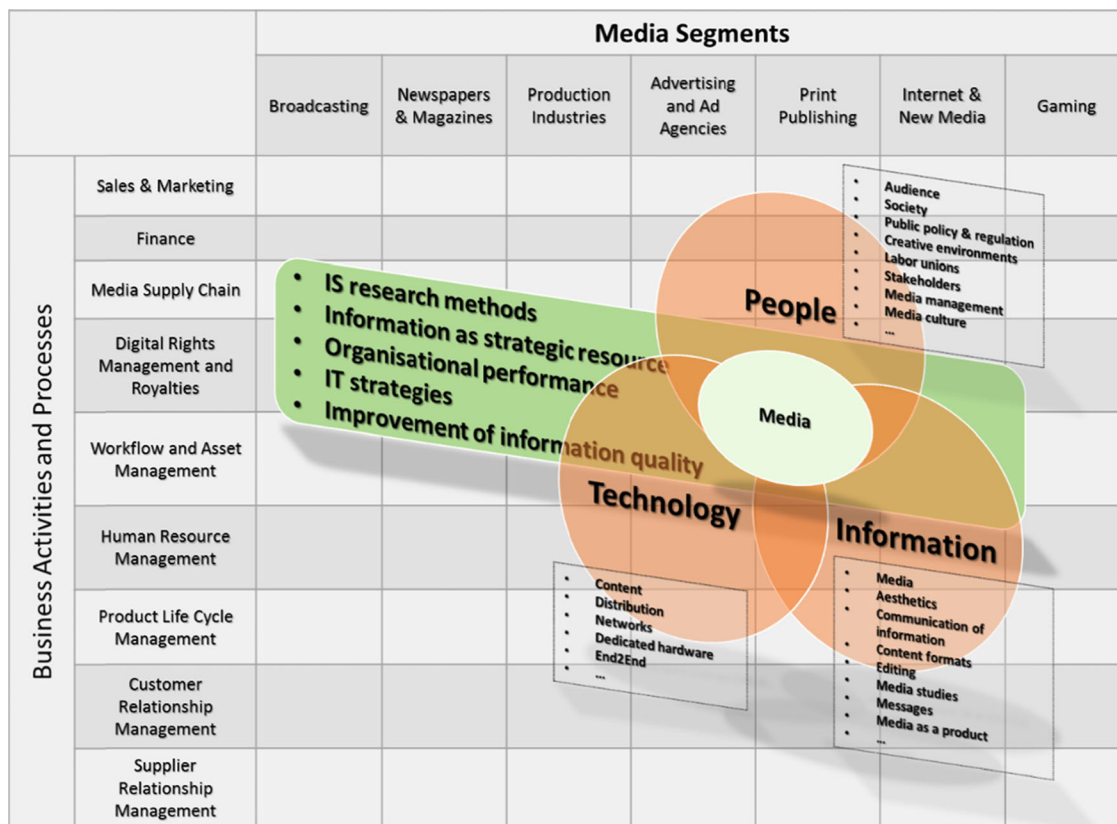 Media Segments
Broadcasting
Newspapers
& Magazines
Production
Industries
Advertising
and Ad
Agencies
Print
Publishing
Internet &
New Media
Gaming
Business Activities and Processes
Sales & Marketing
Finance
Media Supply Chain
Digital Rights
Management and
Royalties
Workflow and Asset
Management
Human Resource
Management
Product Life Cycle
Management
Customer
Relationship
Management
Supplier
Relationship
Management
• IS research methods
• Information as strategic resource
• Organisational performance
• IT strategies
• Improvement of information quality
People
• Audience
• Society
• Public policy & regulation
• Creative environments
• Labor unions
• Stakeholders
• Media management
• Media culture
• ...
Media
Technology
• Content
• Distribution
• Networks
• Dedicated hardware
• End2End
• ...
Information
• Media
• Aesthetics
• Communication of
information
• Content formats
• Editing
• Media studies
• Messages
• Media as a product
• ...